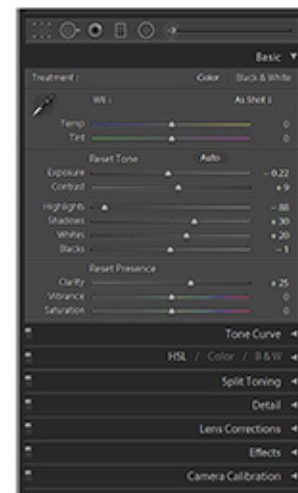 Basic
Treatment : Color Black & White
WB : As Shot
Temp 0
Tint 0
Reset Tone Auto
Exposure - 0.22
Contrast + 9
Highlights - 88
Shadows + 30
Whites + 20
Blacks - 1
Reset Presence
Clarity + 25
Vibrance 0
Saturation 0
Tone Curve
HSL / Color / B & W
Split Toning
Detail
Lens Corrections
Effects
Camera Calibration